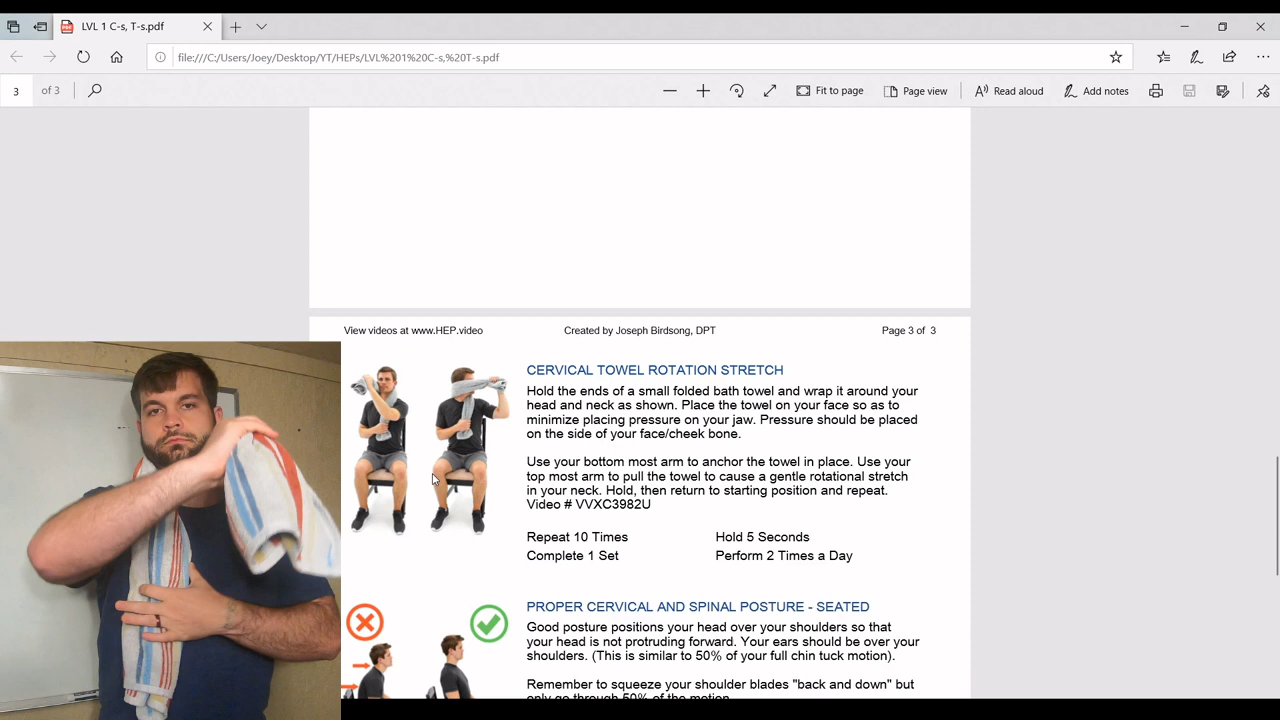 LVL 1 C-s, T-s.pdf
file:///C:/Users/Joey/Desktop/YT/HEPs/LVL%201%20C-s,%20T-s.pdf
3 of 3
Fit to page
Page view
Read aloud
Add notes
View videos at www.HEP.video
Created by Joseph Birdsong, DPT
Page 3 of 3
CERVICAL TOWEL ROTATION STRETCH
Hold the ends of a small folded bath towel and wrap it around your
head and neck as shown. Place the towel on your face so as to
minimize placing pressure on your jaw. Pressure should be placed
on the side of your face/cheek bone.
Use your bottom most arm to anchor the towel in place. Use your
top most arm to pull the towel to cause a gentle rotational stretch
in your neck. Hold, then return to starting position and repeat.
Video # VVXC3982U
Repeat 10 Times
Hold 5 Seconds
Complete 1 Set
Perform 2 Times a Day
PROPER CERVICAL AND SPINAL POSTURE - SEATED
Good posture positions your head over your shoulders so that
your head is not protruding forward. Your ears should be over your
shoulders. (This is similar to 50% of your full chin tuck motion).
Remember to squeeze your shoulder blades "back and down" but
only go through 50% of the motion